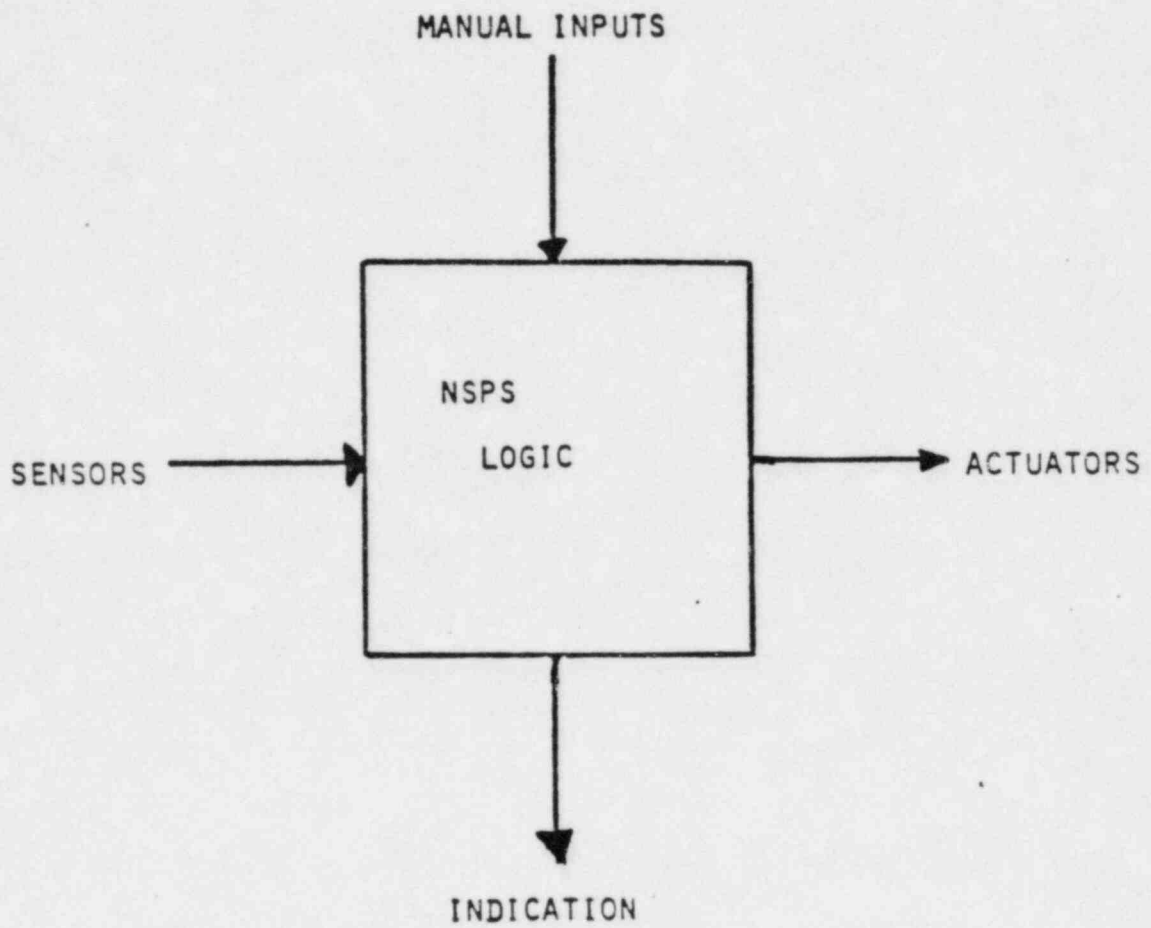 MANUAL INPUTS
NSPS
LOGIC
SENSORS
ACTUATORS
INDICATION